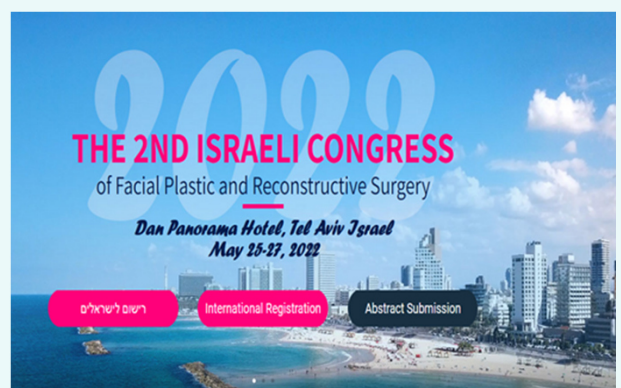 2022
THE 2ND ISRAELI CONGRESS
of Facial Plastic and Reconstructive Surgery
Dan Panorama Hotel, Tel Aviv Israel
May 25-27, 2022
רישום לישראלים
International Registration
Abstract Submission